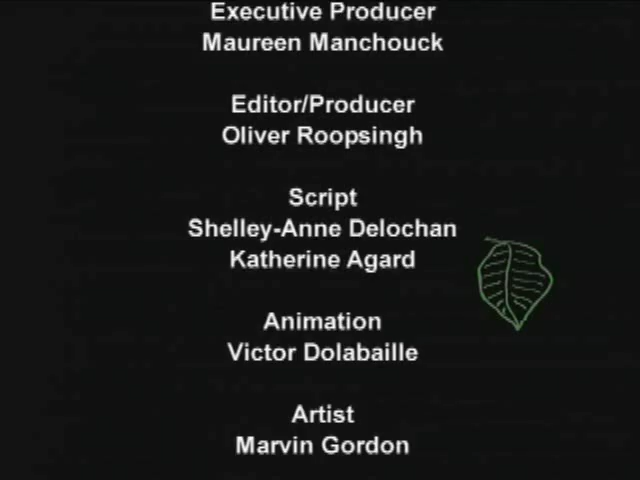 Executive Producer
Maureen Manchouck
Editor/Producer
Oliver Roopsingh
Script
Shelley-Anne Delochan
Katherine Agard
Animation
Victor Dolabaille
Artist
Marvin Gordon